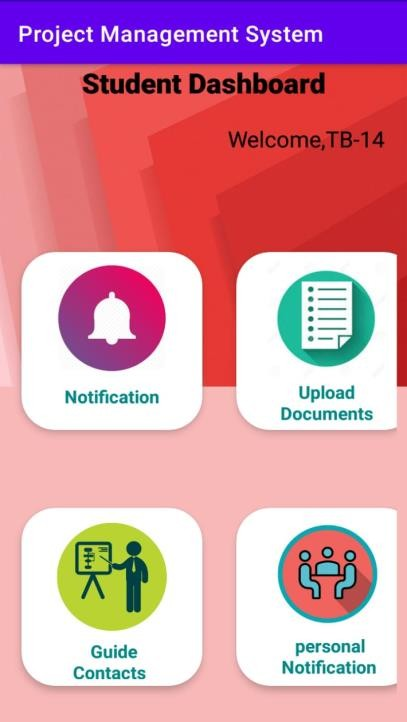 Project Management System
Student Dashboard
Welcome,TB-14
Notification
Upload
Documents
Guide
Contacts
personal
Notification